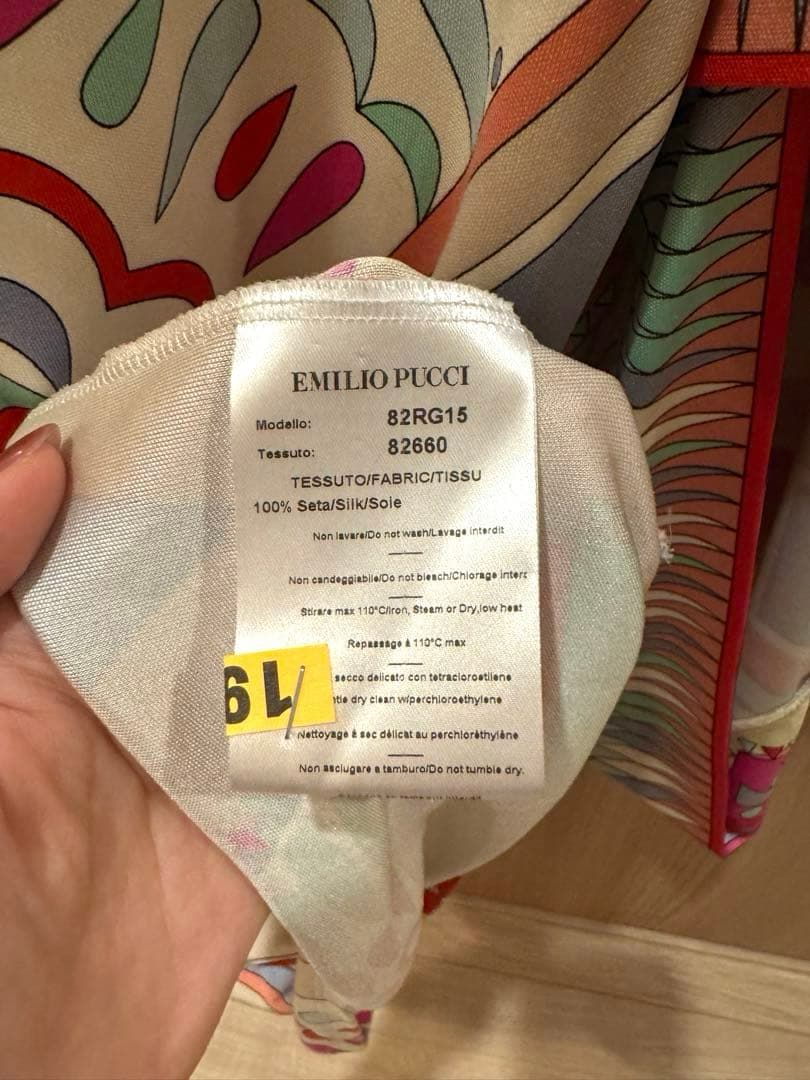 EMILIO PUCCI
Modello: 82RG15
Tessuto: 82660
TESSUTO/FABRIC/TISSU
100% Seta/Silk/Soie
Non lavare/Do not wash/Lavage interdit
Non candeggiabile/Do not bleach/Chlorage interd
Stirare max 110°C/Iron, Steam or Dry, low heat
Repassage à 110°C max
secco delicato con tetracloroetilene
ntle dry clean w/perchloroethylene
Nettoyage à sec délicat au perchloréthylène
Non asciugare a tamburo/Do not tumble dry.